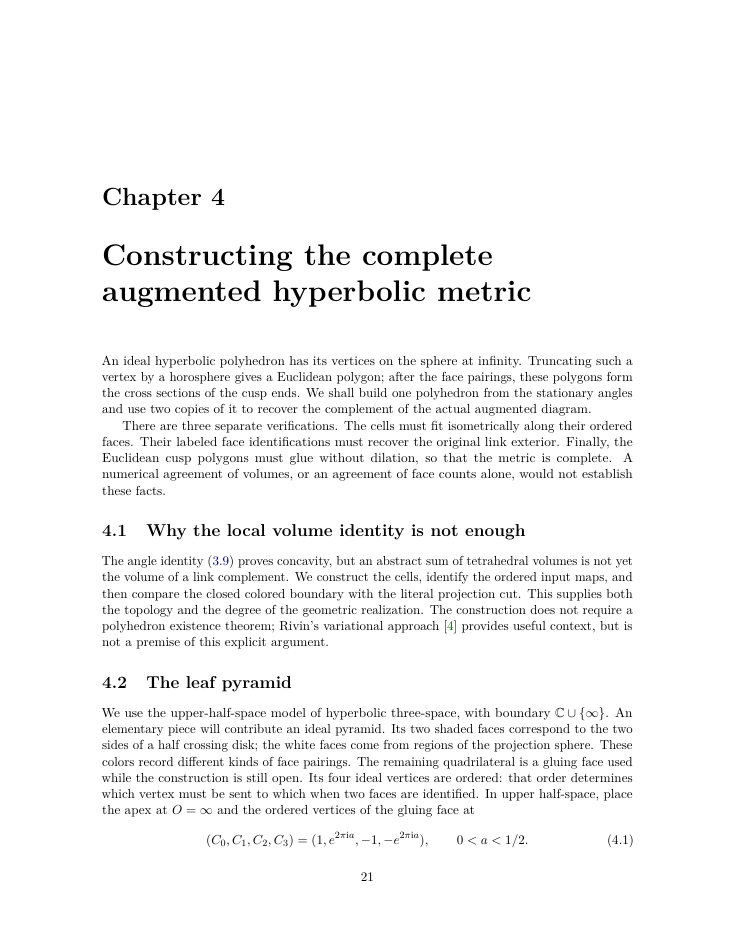 Chapter 4
Constructing the complete
augmented hyperbolic metric
An ideal hyperbolic polyhedron has its vertices on the sphere at infinity. Truncating such a
vertex by a horosphere gives a Euclidean polygon; after the face pairings, these polygons form
the cross sections of the cusp ends. We shall build one polyhedron from the stationary angles
and use two copies of it to recover the complement of the actual augmented diagram.
There are three separate verifications. The cells must fit isometrically along their ordered
faces. Their labeled face identifications must recover the original link exterior. Finally, the
Euclidean cusp polygons must glue without dilation, so that the metric is complete. A
numerical agreement of volumes, or an agreement of face counts alone, would not establish
these facts.
4.1 Why the local volume identity is not enough
The angle identity (3.9) proves concavity, but an abstract sum of tetrahedral volumes is not yet
the volume of a link complement. We construct the cells, identify the ordered input maps, and
then compare the closed colored boundary with the literal projection cut. This supplies both
the topology and the degree of the geometric realization. The construction does not require a
polyhedron existence theorem; Rivin's variational approach [4] provides useful context, but is
not a premise of this explicit argument.
4.2 The leaf pyramid
We use the upper-half-space model of hyperbolic three-space, with boundary ℂ ∪ {∞}. An
elementary piece will contribute an ideal pyramid. Its two shaded faces correspond to the two
sides of a half crossing disk; the white faces come from regions of the projection sphere. These
colors record different kinds of face pairings. The remaining quadrilateral is a gluing face used
while the construction is still open. Its four ideal vertices are ordered: that order determines
which vertex must be sent to which when two faces are identified. In upper half-space, place
the apex at O = ∞ and the ordered vertices of the gluing face at
(C₀, C₁, C₂, C₃) = (1, e^{2πia}, −1, −e^{2πia}), 0 < a < 1/2. (4.1)
21